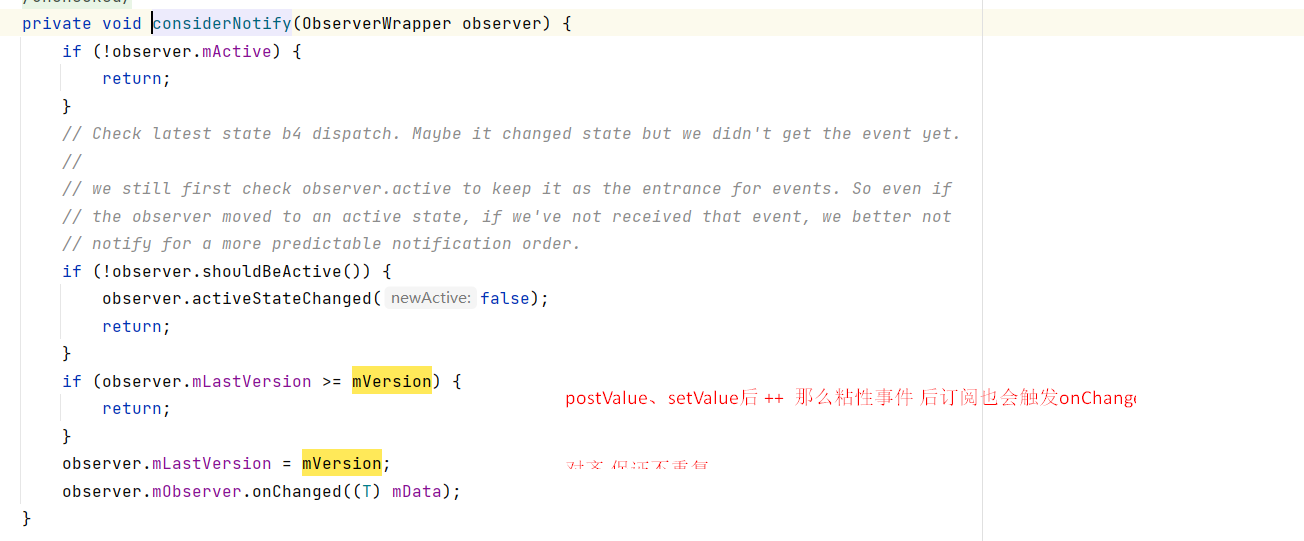 private void considerNotify(ObserverWrapper observer) {
if (!observer.mActive) {
return;
}
// Check latest state b4 dispatch. Maybe it changed state but we didn't get the event yet.
//
// we still first check observer.active to keep it as the entrance for events. So even if
// the observer moved to an active state, if we've not received that event, we better not
// notify for a more predictable notification order.
if (!observer.shouldBeActive()) {
observer.activeStateChanged( newActive: false);
return;
}
if (observer.mLastVersion >= mVersion) {
postValue、setValue后 ++ 那么粘性事件 后订阅也会触发onChange
return;
}
observer.mLastVersion = mVersion;
observer.mObserver.onChanged((T) mData);
}